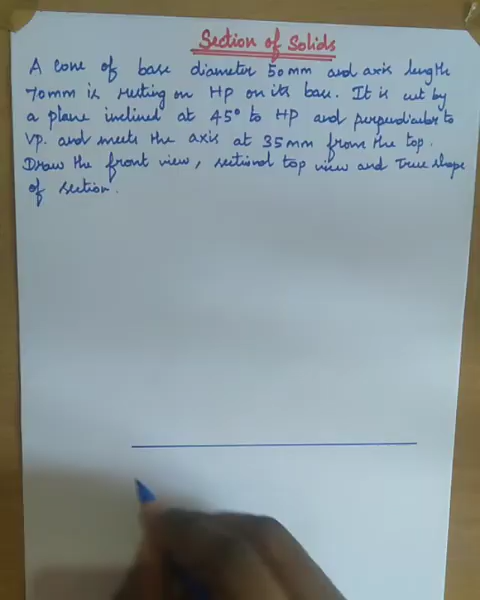 Section of Solids
A Cone of base diameter 50mm and axis length
70mm is resting on HP on its base. It is cut by
a plane inclined at 45° to HP and perpendicular to
VP. and meets the axis at 35mm from the top.
Draw the front view, sectional top view and True shape
of section.